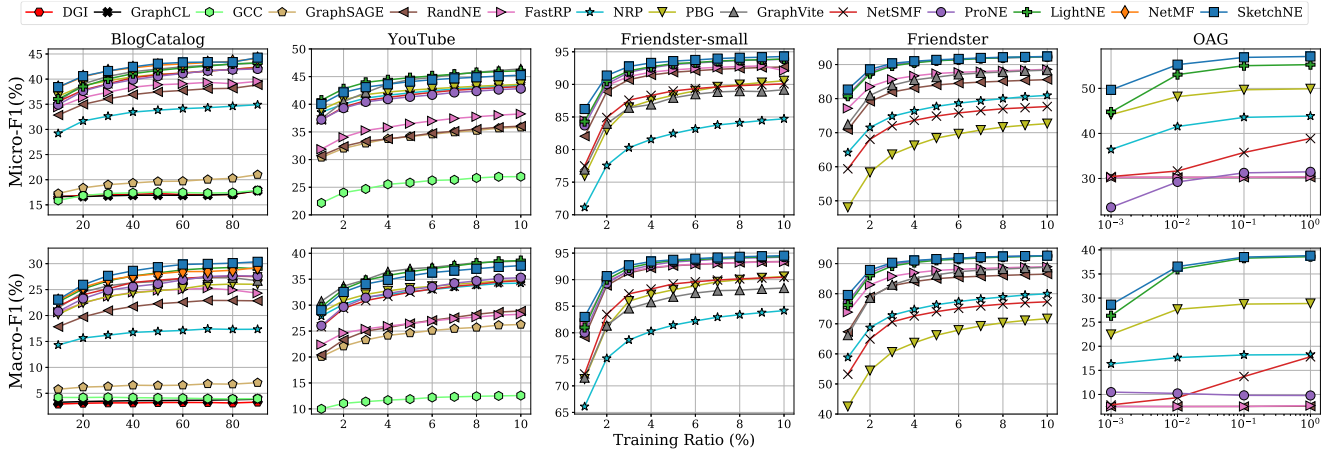 DGI GraphCL GCC GraphSAGE RandNE FastRP NRP PBG GraphVite NetSMF ProNE LightNE NetMF SketchNE
BlogCatalog YouTube Friendster-small Friendster OAG
Micro-F1(%)
45 40 35 30 25 20 15
20 40 60 80
50 45 40 35 30 25 20
2 4 6 8 10
95 90 85 80 75 70
2 4 6 8 10
90 80 70 60 50
2 4 6 8 10
50 40 30
10⁻³ 10⁻² 10⁻¹ 10⁰
Macro-F1(%)
30 25 20 15 10 5
20 40 60 80
40 35 30 25 20 15 10
2 4 6 8 10
95 90 85 80 75 70 65
2 4 6 8 10
90 80 70 60 50 40
2 4 6 8 10
40 35 30 25 20 15 10
10⁻³ 10⁻² 10⁻¹ 10⁰
Training Ratio (%)